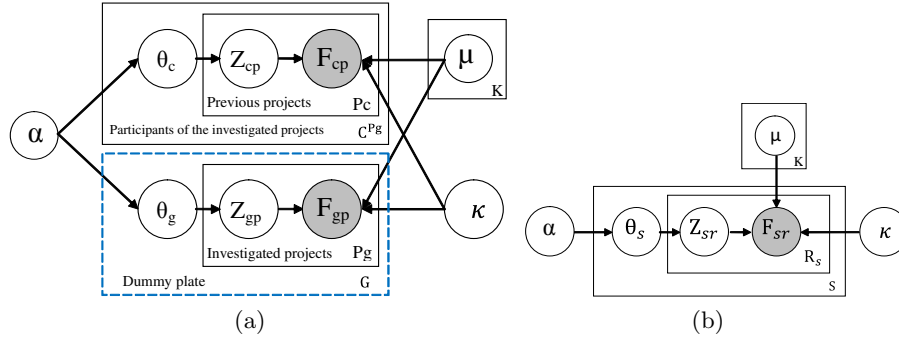 θc
Zcp
Fcp
μ
Previous projects
Pc
K
Participants of the investigated projects
C^Pg
α
θg
Zgp
Fgp
κ
Investigated projects
Pg
Dummy plate
G
(a)
μ
K
α
θs
Zsr
Fsr
κ
Rs
S
(b)